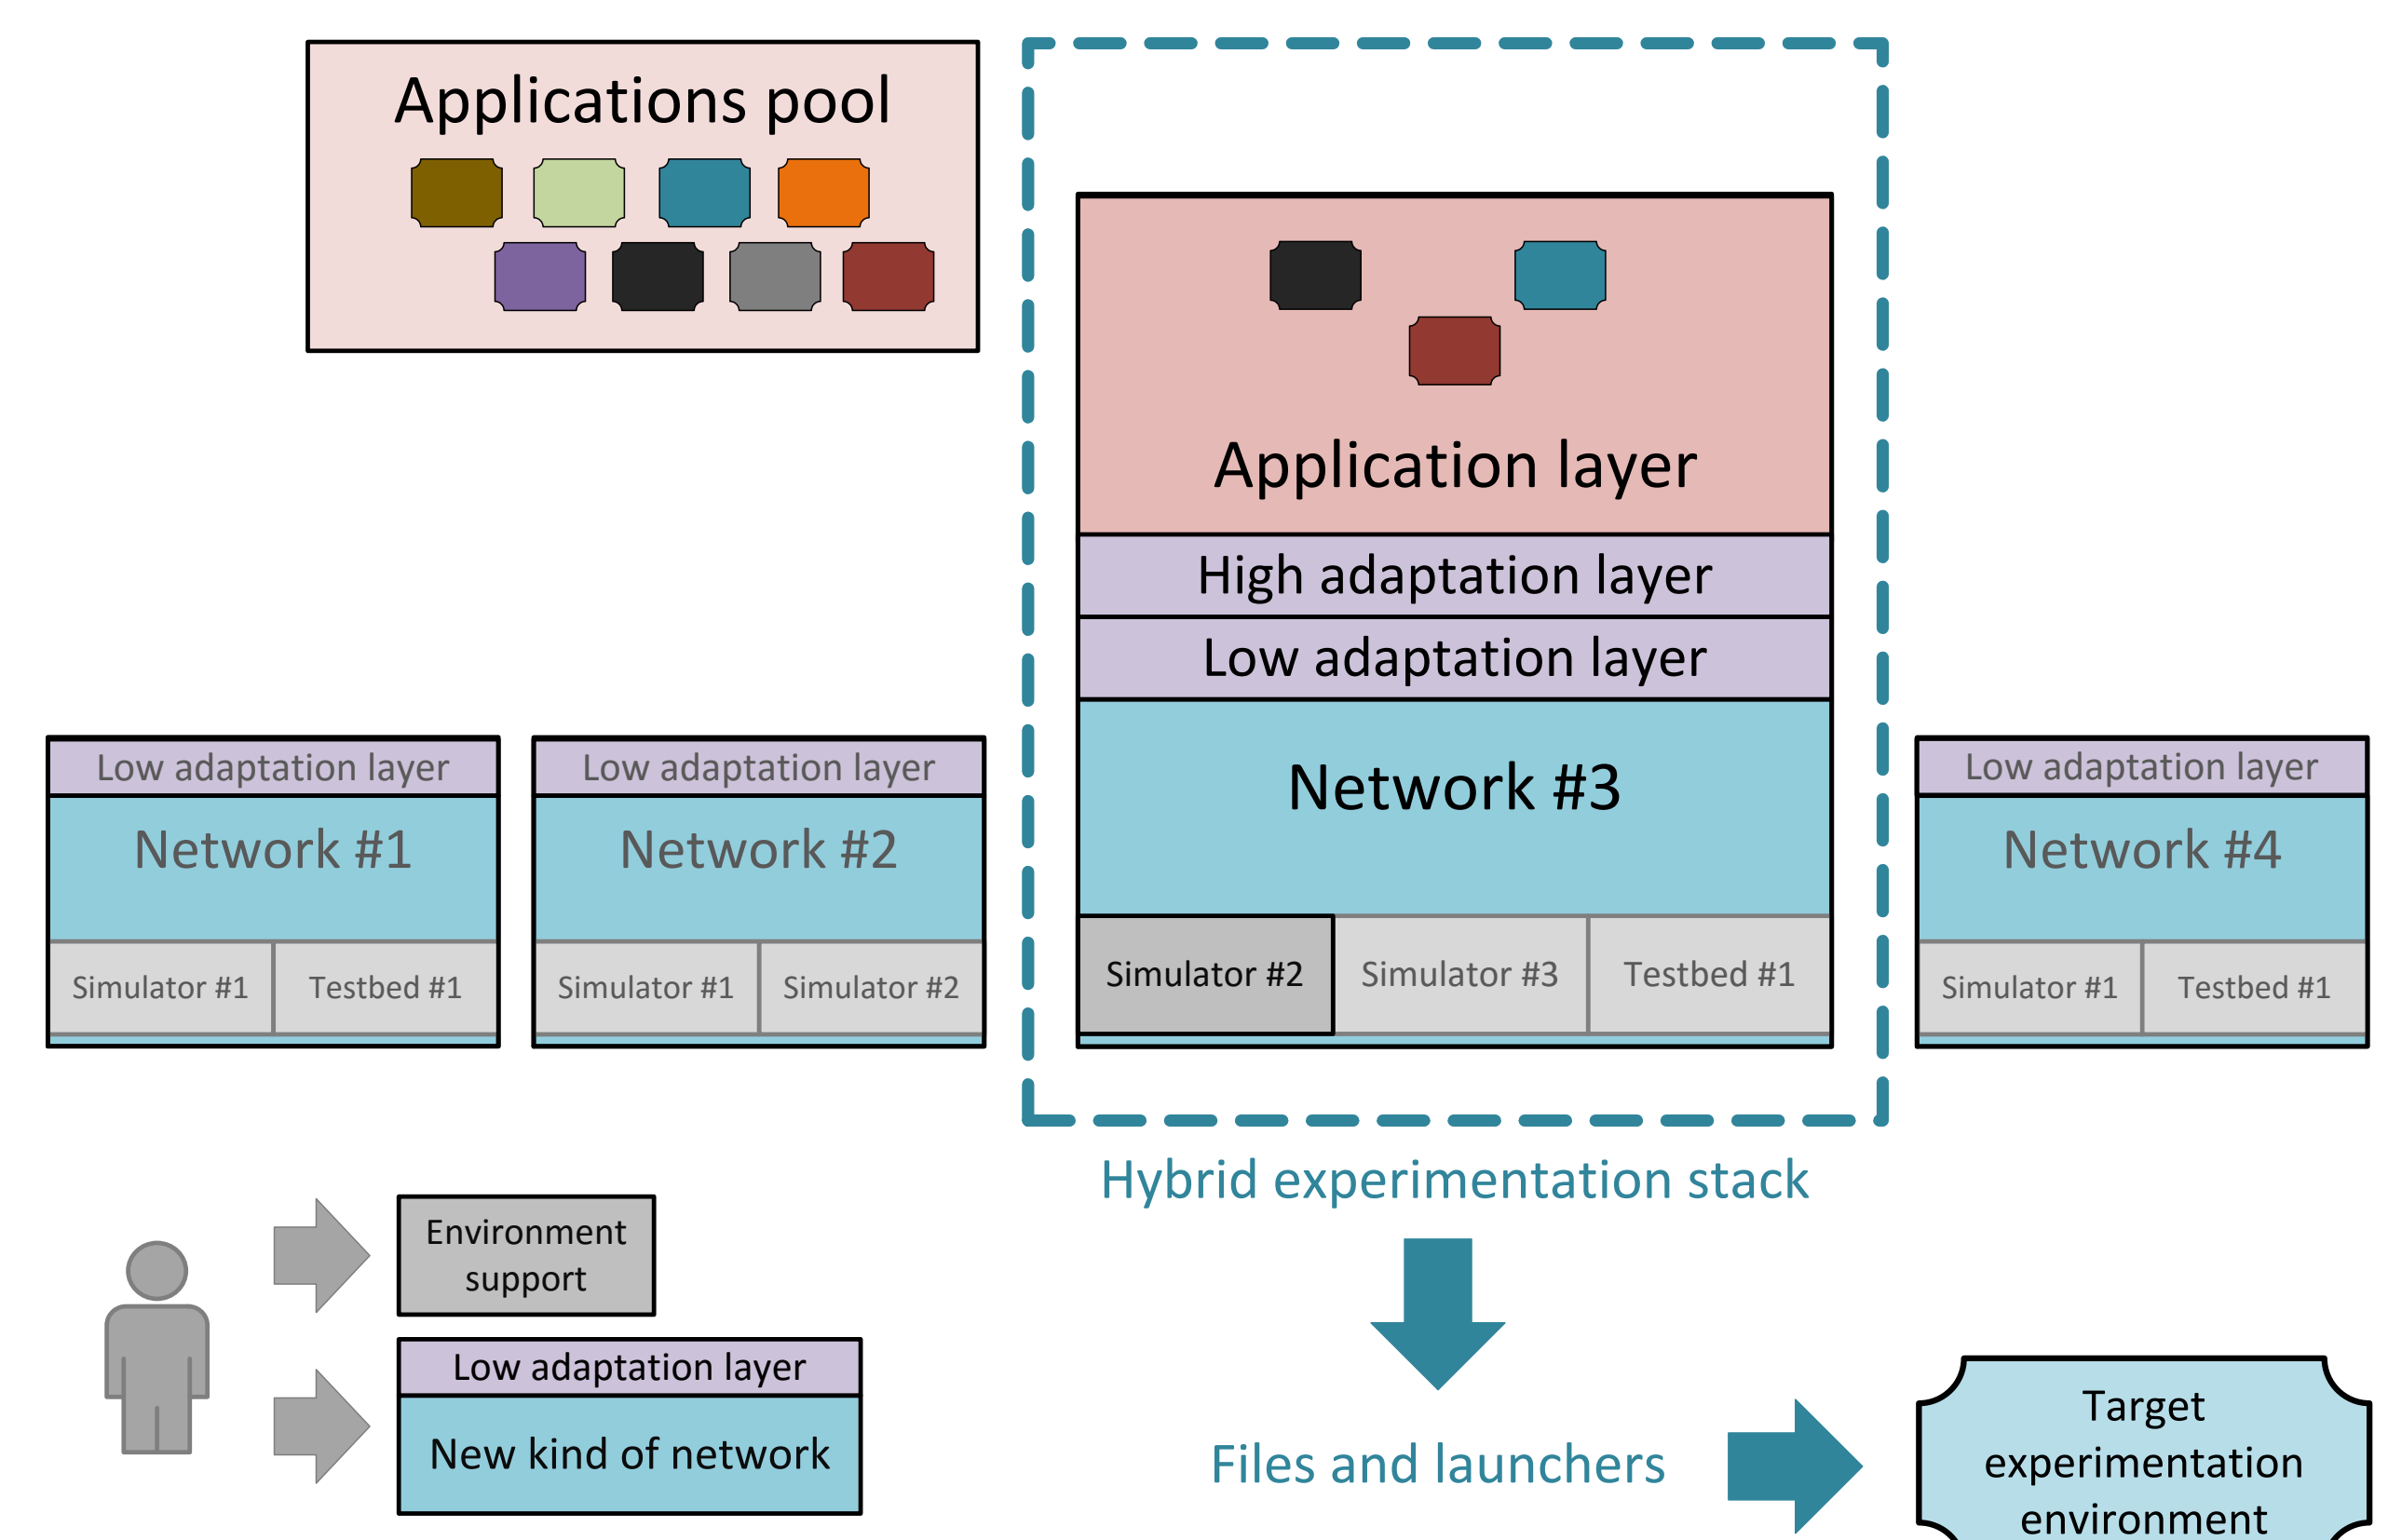 Applications pool
Application layer
High adaptation layer
Low adaptation layer
Network #3
Simulator #2
Simulator #3
Testbed #1
Low adaptation layer
Network #1
Simulator #1
Testbed #1
Low adaptation layer
Network #2
Simulator #1
Simulator #2
Low adaptation layer
Network #4
Simulator #1
Testbed #1
Hybrid experimentation stack
Environment
support
Low adaptation layer
New kind of network
Files and launchers
Target
experimentation
environment